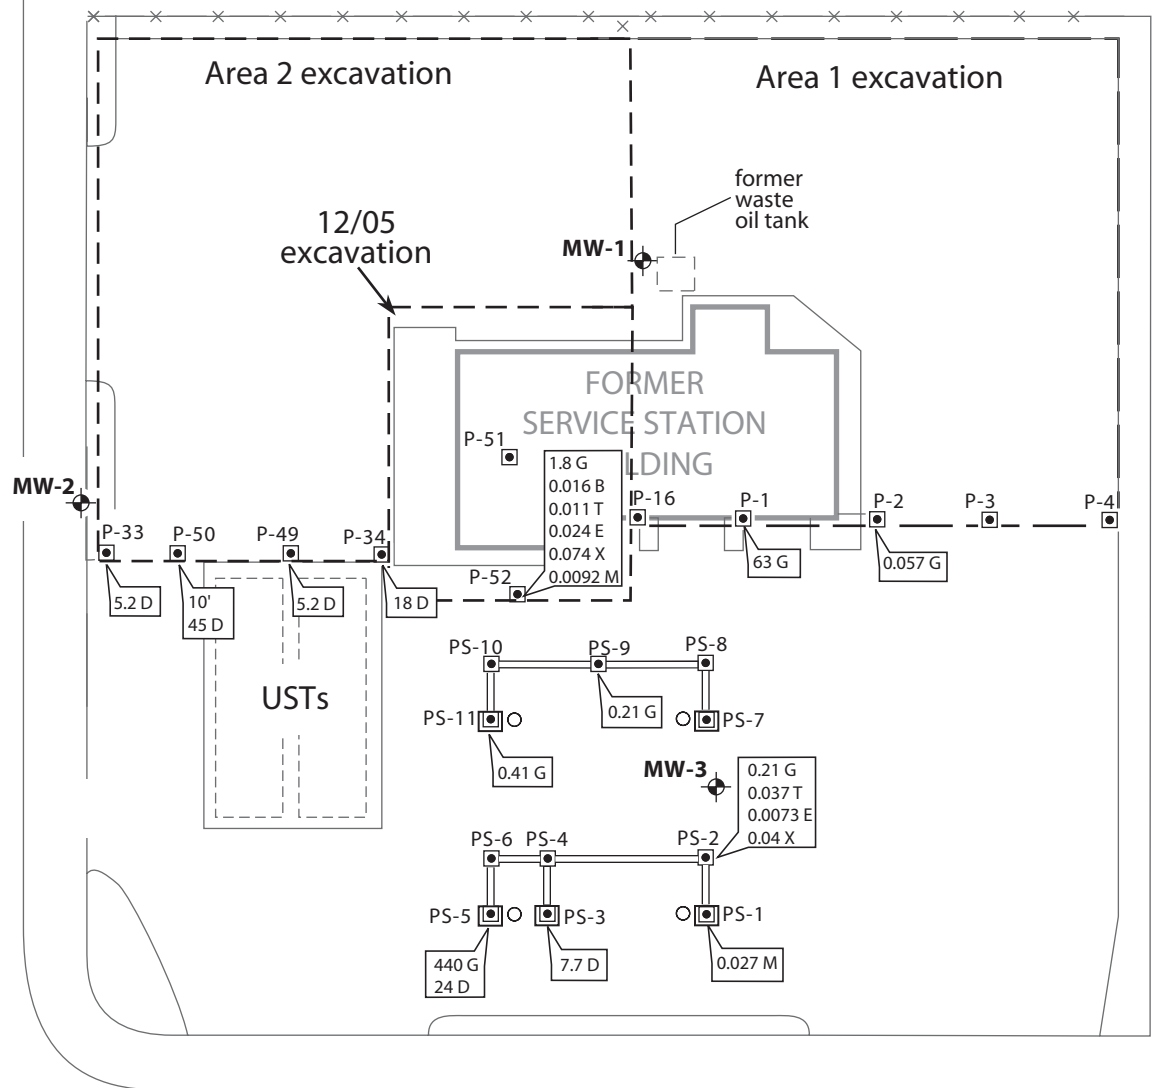 Area 2 excavation
Area 1 excavation
former
waste
oil tank
12/05
excavation
MW-1
FORMER
SERVICE STATION
LDING
P-51
1.8 G
0.016 B
0.011 T
0.024 E
0.074 X
0.0092 M
MW-2
P-16
P-1
P-2
P-3
P-4
P-33
P-50
P-49
P-34
63 G
0.057 G
P-52
5.2 D
10'
45 D
5.2 D
18 D
USTs
PS-10
PS-9
PS-8
0.21 G
PS-11
PS-7
0.41 G
MW-3
0.21 G
0.037 T
0.0073 E
0.04 X
PS-6
PS-4
PS-2
PS-5
PS-3
PS-1
440 G
24 D
7.7 D
0.027 M